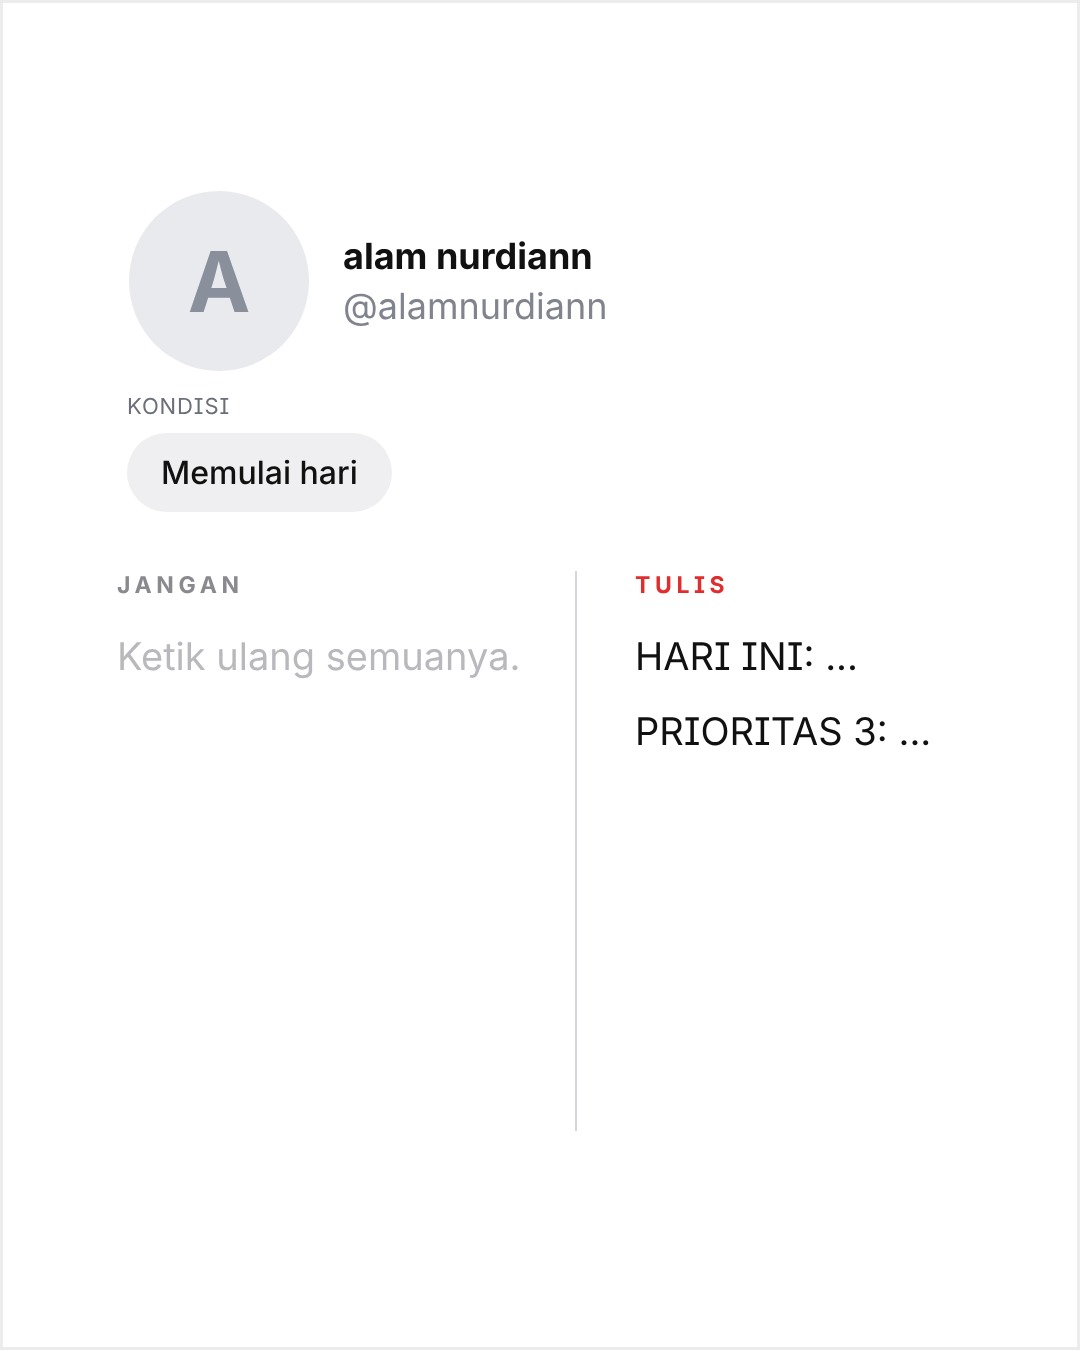 A
alam nurdiann
@alamnurdiann
KONDISI
Memulai hari
JANGAN
Ketik ulang semuanya.
TULIS
HARI INI: ...
PRIORITAS 3: ...